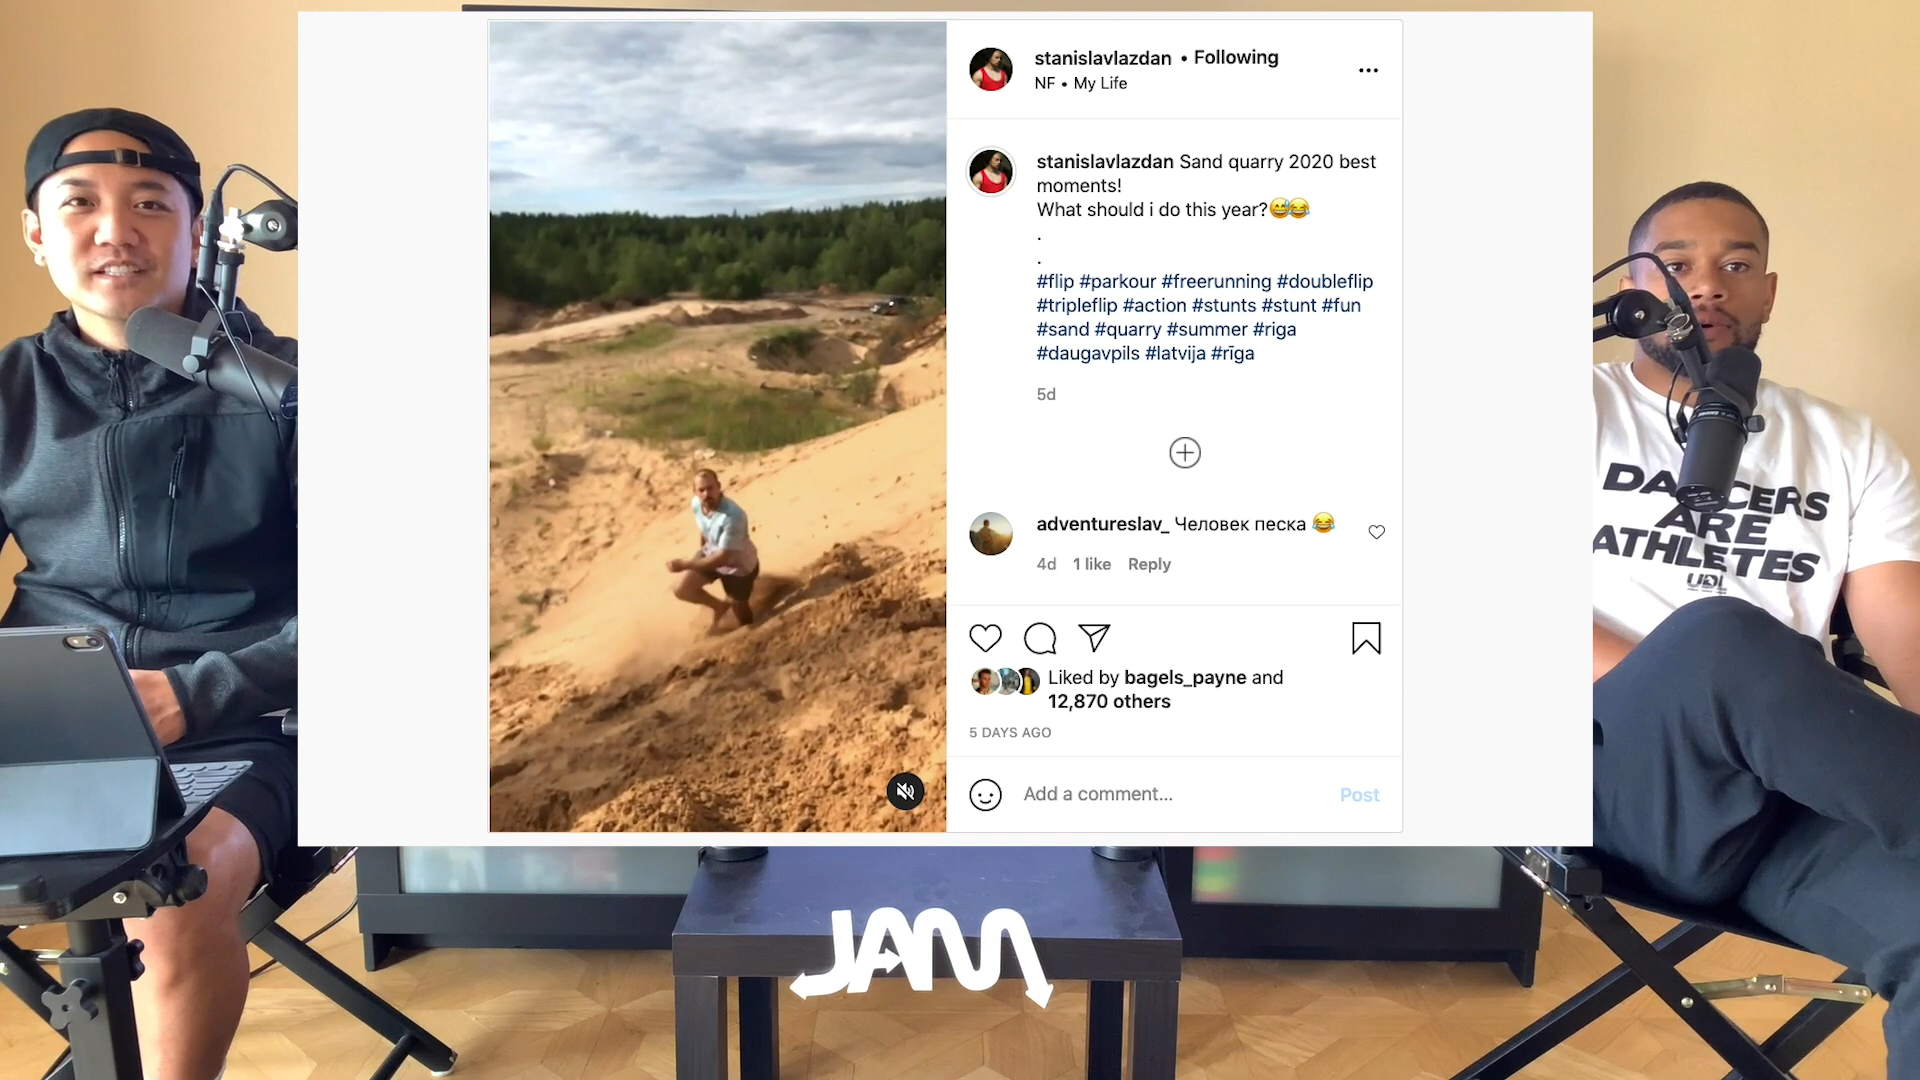 stanislavlazdan • Following
NF • My Life
stanislavlazdan Sand quarry 2020 best
moments!
What should i do this year?😅😂
.
.
#flip #parkour #freerunning #doubleflip
#tripleflip #action #stunts #stunt #fun
#sand #quarry #summer #riga
#daugavpils #latvija #rīga
5d
adventureslav_ Человек песка 😂
4d 1 like Reply
Liked by bagels_payne and
12,870 others
5 DAYS AGO
Add a comment... Post
DANCERS
ARE
ATHLETES
UDL
JAM